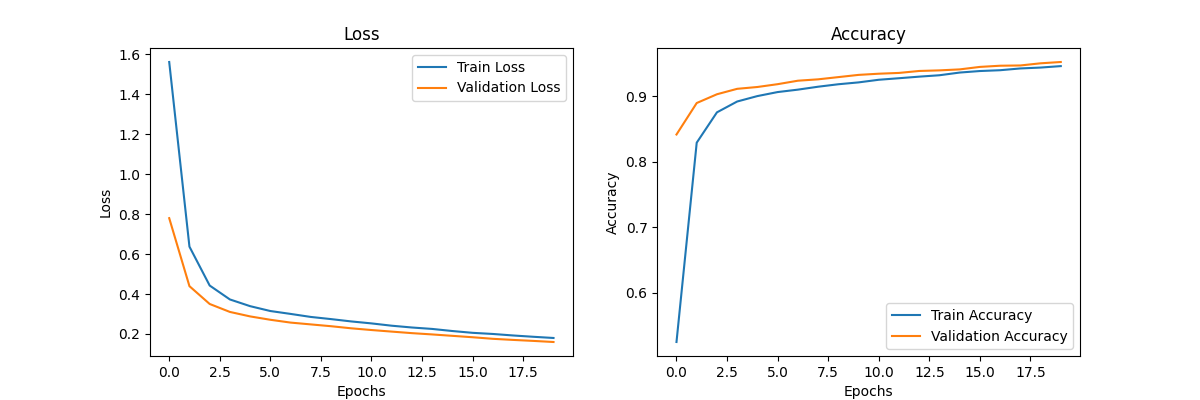 Loss
1.6
1.4
1.2
1.0
0.8
0.6
0.4
0.2
Loss
Train Loss
Validation Loss
0.0 2.5 5.0 7.5 10.0 12.5 15.0 17.5
Epochs
Accuracy
0.9
0.8
0.7
0.6
Accuracy
Train Accuracy
Validation Accuracy
0.0 2.5 5.0 7.5 10.0 12.5 15.0 17.5
Epochs